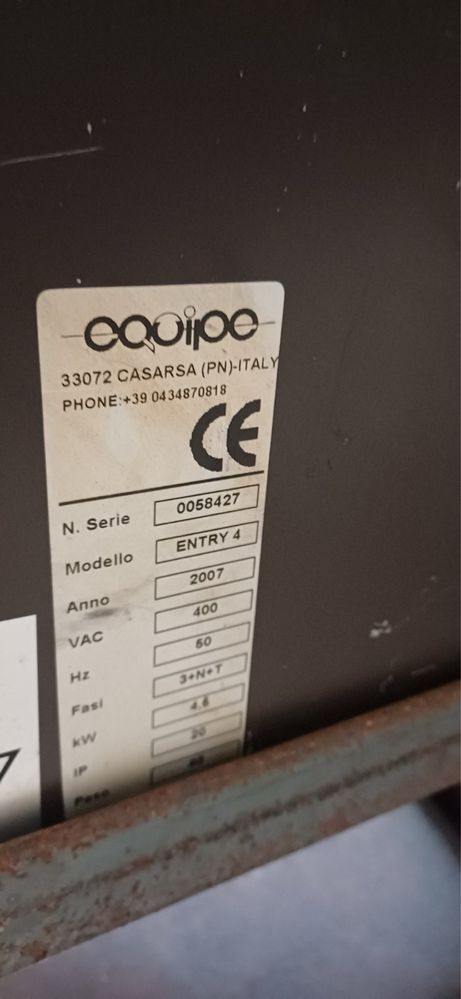 equipe
33072 CASARSA (PN)-ITALY
PHONE:+39 0434870818
CE
N. Serie 0058427
Modello ENTRY 4
Anno 2007
VAC 400
Hz 50
Fasi 3+N+T
kW 4.6
IP 20
Peso